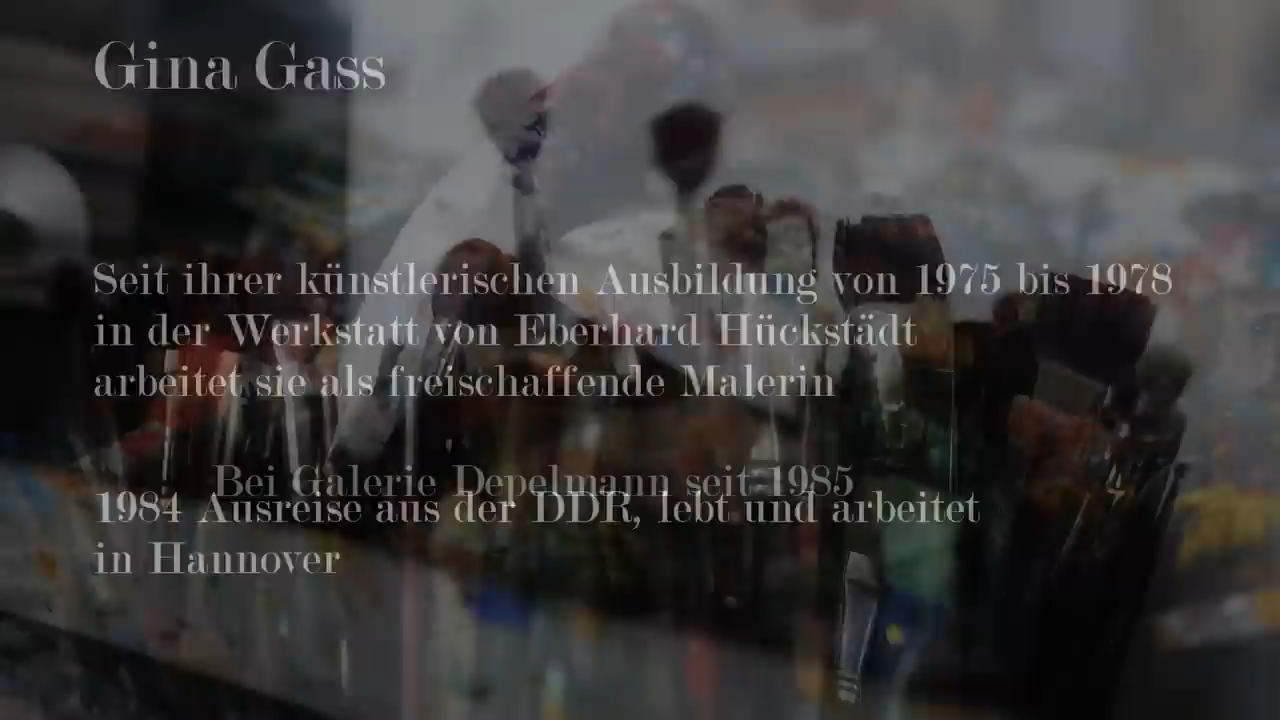 Gina Gass
Seit ihrer künstlerischen Ausbildung von 1975 bis 1978
in der Werkstatt von Eberhard Hückstädt
arbeitet sie als freischaffende Malerin
Bei Galerie Depelmann seit 1985
1984 Ausreise aus der DDR, lebt und arbeitet
in Hannover